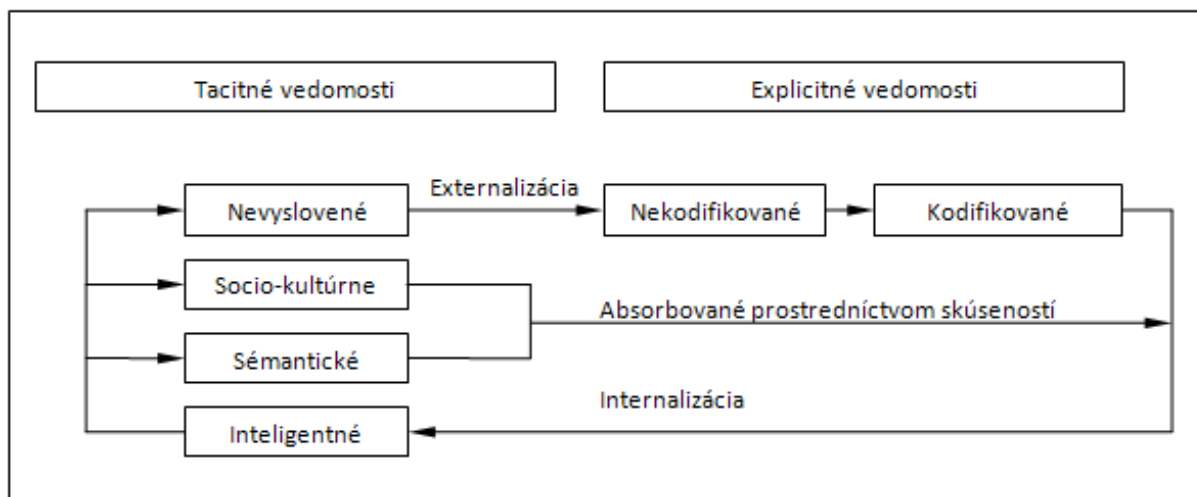 Tacitné vedomosti
Explicitné vedomosti
Externalizácia
Nevyslovené
Nekodifikované
Kodifikované
Socio-kultúrne
Absorbované prostredníctvom skúseností
Sémantické
Internalizácia
Inteligentné